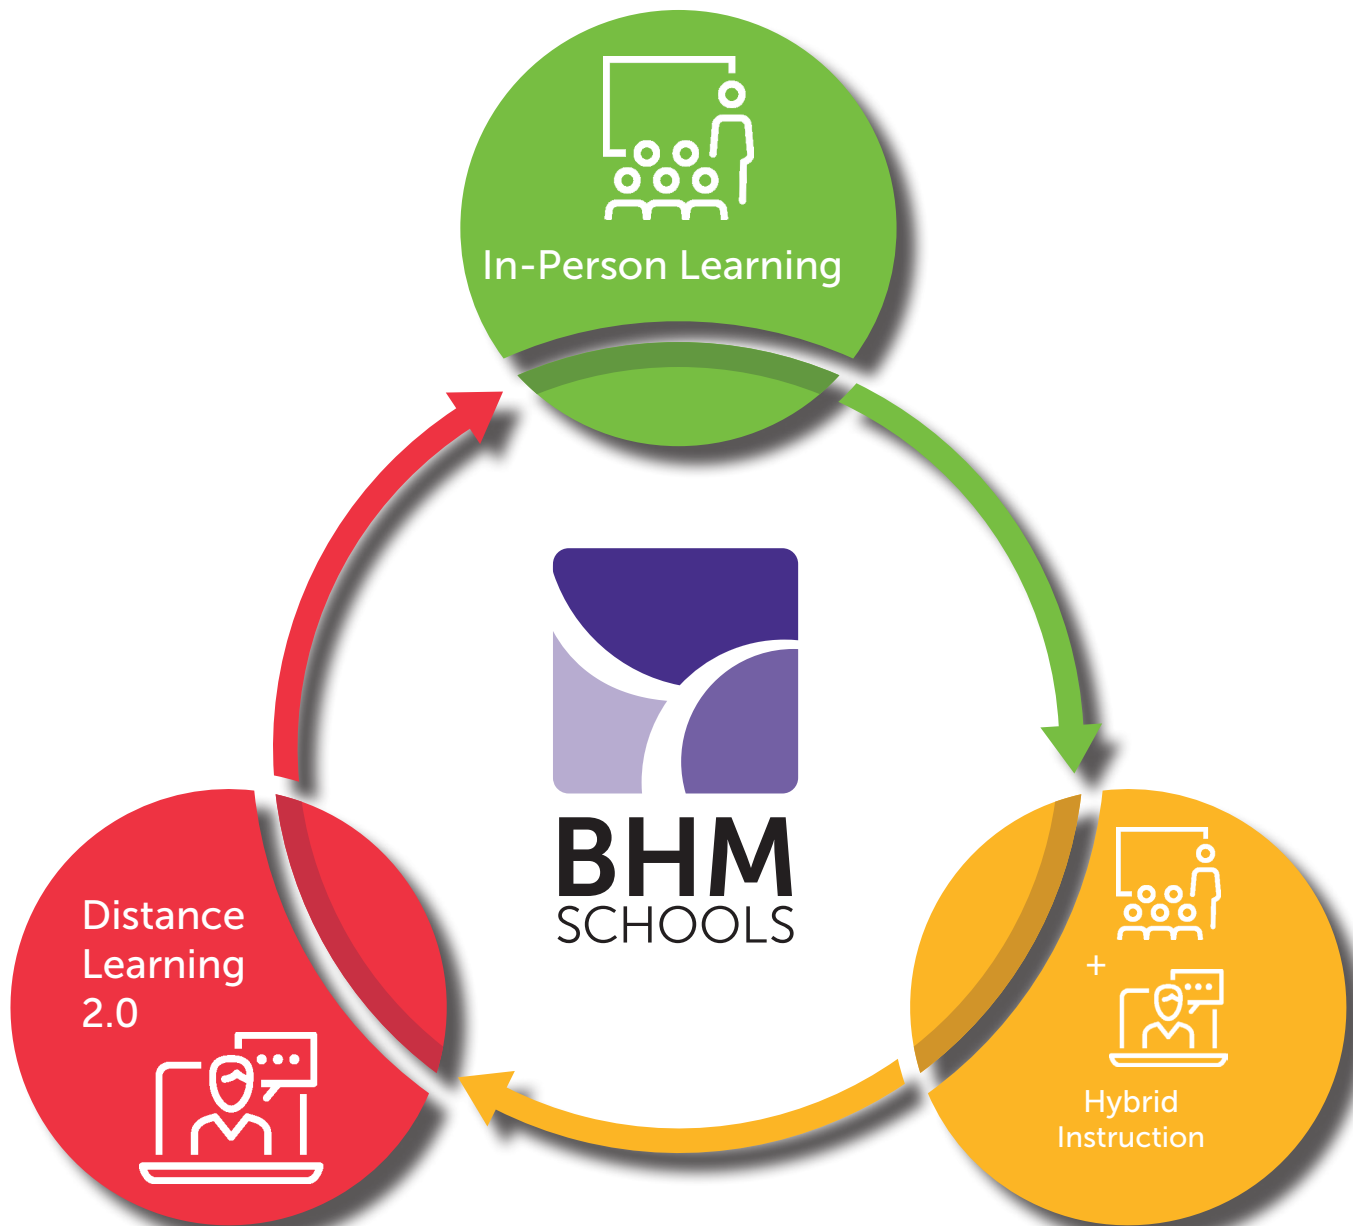 In-Person Learning
BHM
SCHOOLS
Distance
Learning
2.0
+
Hybrid
Instruction